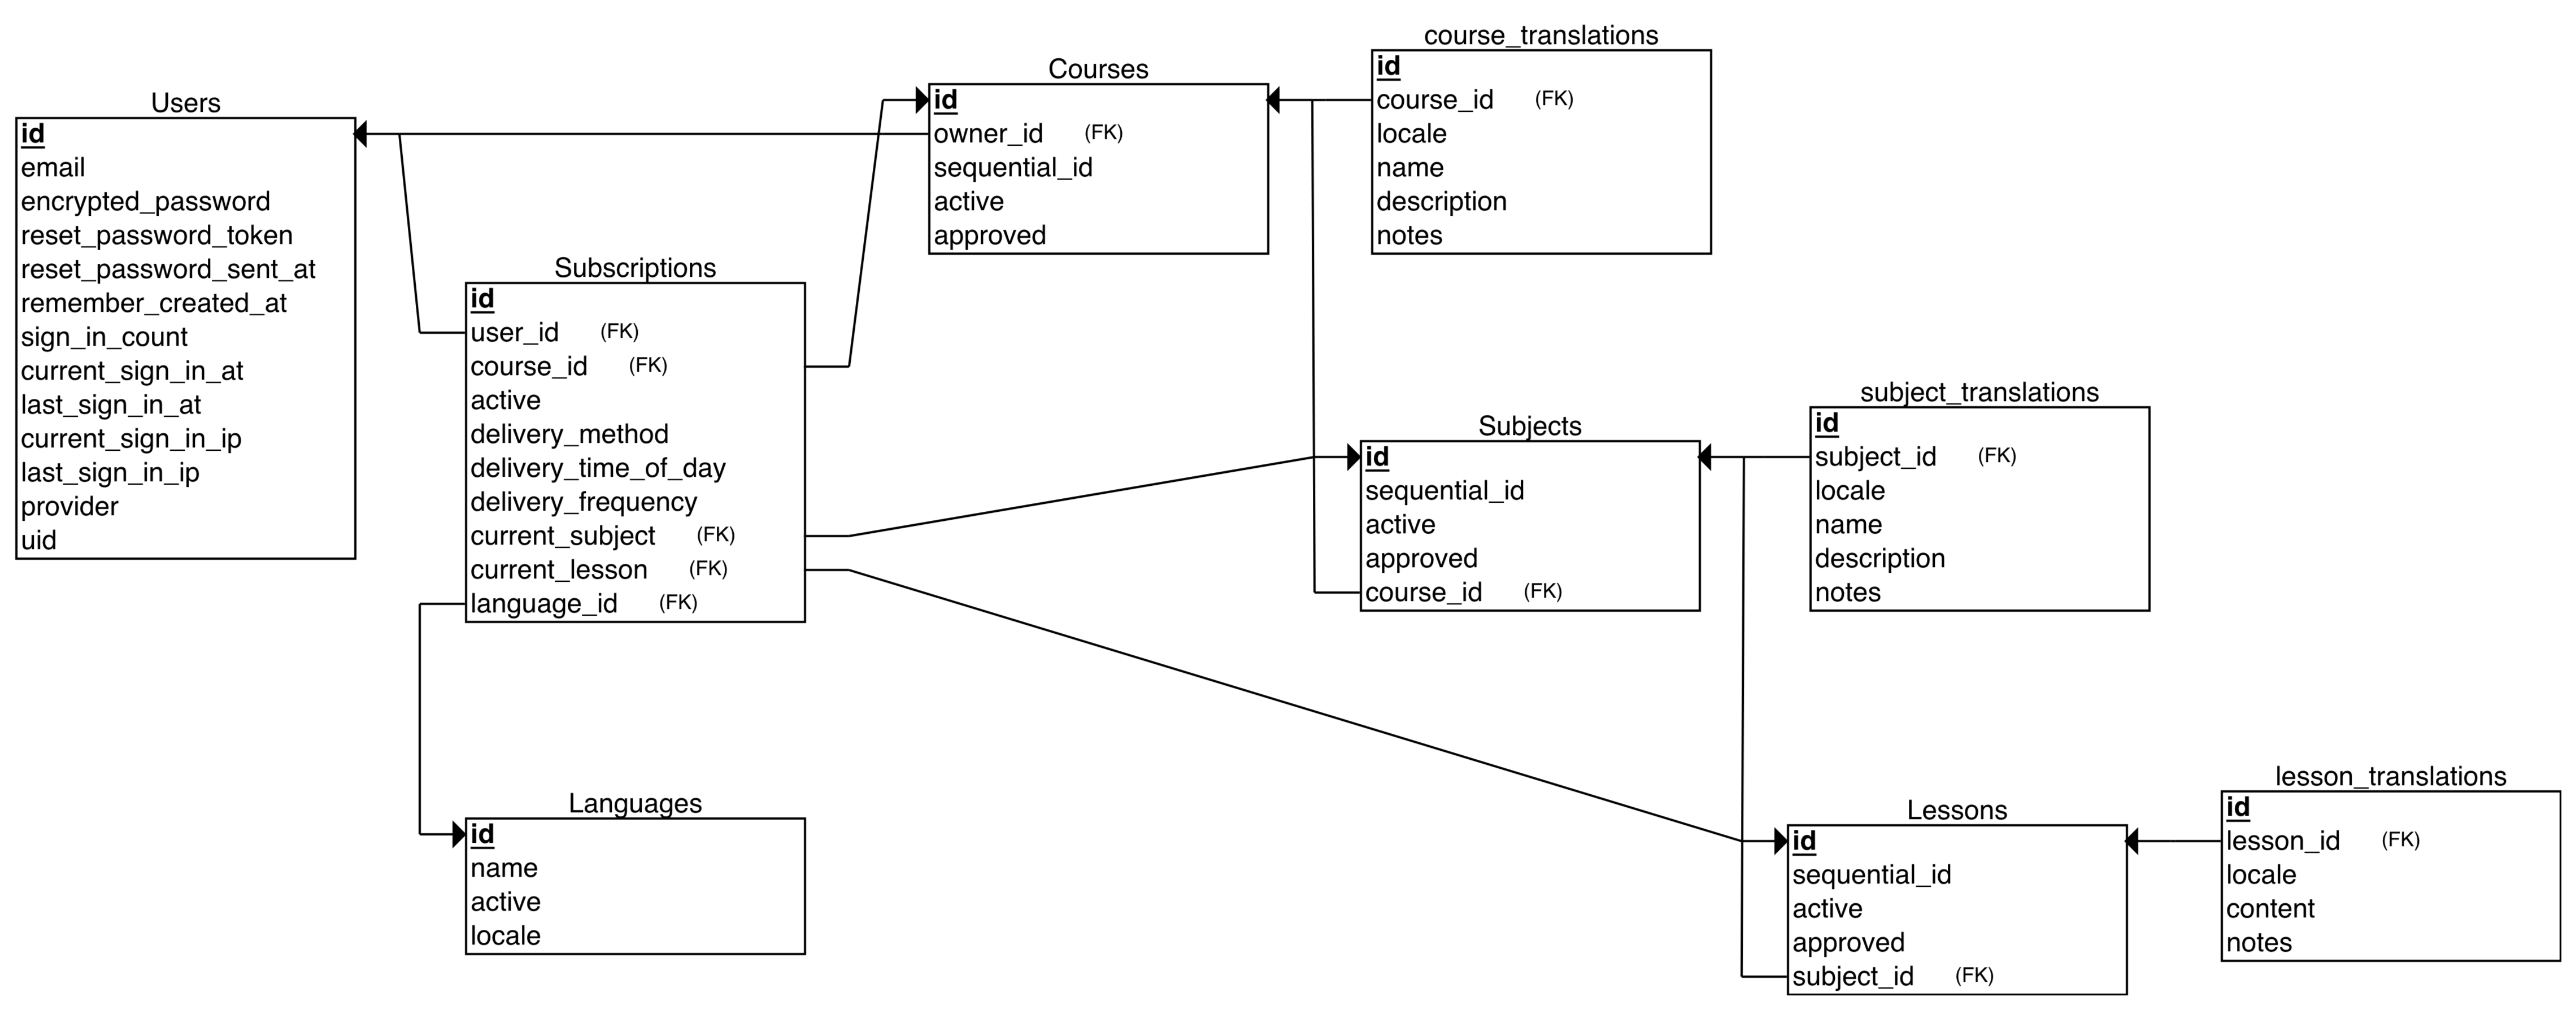 Users
id
email
encrypted_password
reset_password_token
reset_password_sent_at
remember_created_at
sign_in_count
current_sign_in_at
last_sign_in_at
current_sign_in_ip
last_sign_in_ip
provider
uid
Subscriptions
id
user_id (FK)
course_id (FK)
active
delivery_method
delivery_time_of_day
delivery_frequency
current_subject (FK)
current_lesson (FK)
language_id (FK)
Languages
id
name
active
locale
Courses
id
owner_id (FK)
sequential_id
active
approved
course_translations
id
course_id (FK)
locale
name
description
notes
Subjects
id
sequential_id
active
approved
course_id (FK)
subject_translations
id
subject_id (FK)
locale
name
description
notes
Lessons
id
sequential_id
active
approved
subject_id (FK)
lesson_translations
id
lesson_id (FK)
locale
content
notes